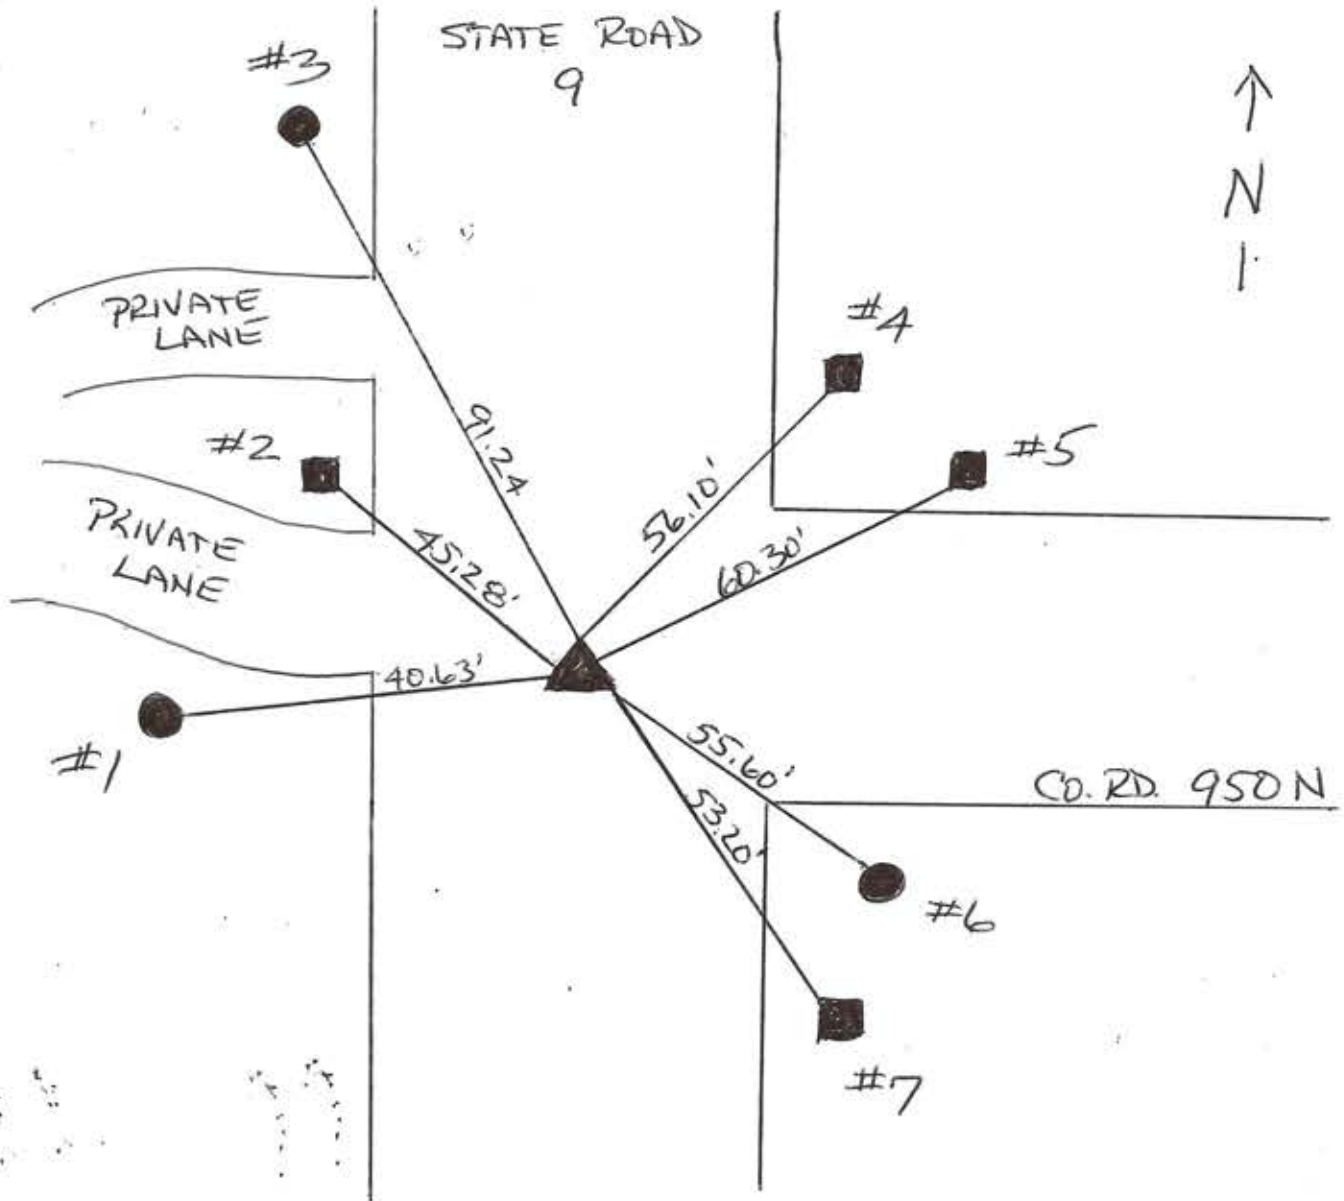 STATE ROAD
9
#3
N
PRIVATE
LANE
#4
91.24
#2
#5
56.10'
PRIVATE
LANE
45.28'
60.30'
40.63'
#1
55.60'
53.20'
CO. RD. 950 N
#6
#7